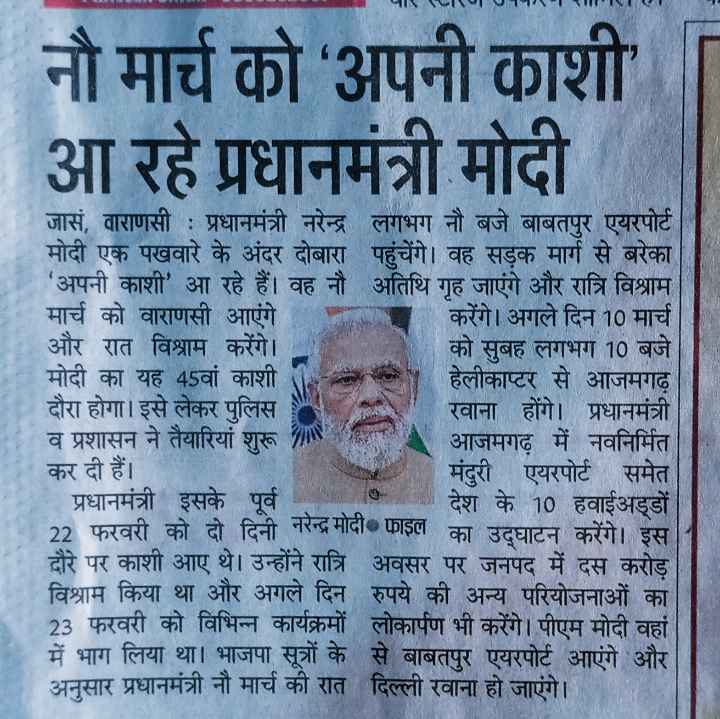 नौ मार्च को 'अपनी काशी'
आ रहे प्रधानमंत्री मोदी
जासं, वाराणसी : प्रधानमंत्री नरेन्द्र
मोदी एक पखवारे के अंदर दोबारा
'अपनी काशी' आ रहे हैं। वह नौ
मार्च को वाराणसी आएंगे
और रात विश्राम करेंगे।
मोदी का यह 45वां काशी
दौरा होगा। इसे लेकर पुलिस
व प्रशासन ने तैयारियां शुरू
कर दी हैं।
प्रधानमंत्री इसके पूर्व
22 फरवरी को दो दिनी
दौरे पर काशी आए थे। उन्होंने रात्रि
विश्राम किया था और अगले दिन
23 फरवरी को विभिन्न कार्यक्रमों
में भाग लिया था। भाजपा सूत्रों के
अनुसार प्रधानमंत्री नौ मार्च की रात
नरेन्द्र मोदी● फाइल
लगभग नौ बजे बाबतपुर एयरपोर्ट
पहुंचेंगे। वह सड़क मार्ग से बरेका
अतिथि गृह जाएंगे और रात्रि विश्राम
करेंगे। अगले दिन 10 मार्च
को सुबह लगभग 10 बजे
हेलीकाप्टर से आजमगढ़
रवाना होंगे। प्रधानमंत्री
आजमगढ़ में नवनिर्मित
मंदुरी एयरपोर्ट समेत
देश के 10 हवाईअड्डों
का उद्घाटन करेंगे। इस
अवसर पर जनपद में दस करोड़
रुपये की अन्य परियोजनाओं का
लोकार्पण भी करेंगे। पीएम मोदी वहां
से बाबतपुर एयरपोर्ट आएंगे और
दिल्ली रवाना हो जाएंगे।